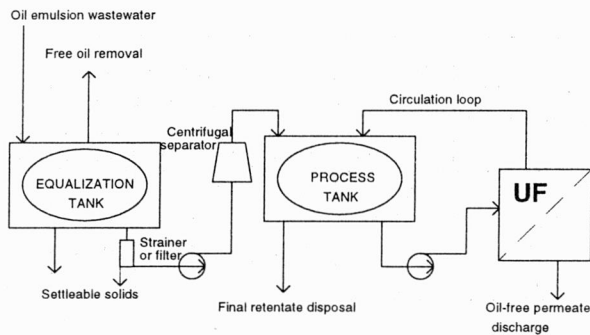 Oil emulsion wastewater
Free oil removal
Circulation loop
Centrifugal
separator
EQUALIZATION
TANK
PROCESS
TANK
UF
Strainer
or filter
Settleable solids
Final retentate disposal
Oil-free permeate
discharge